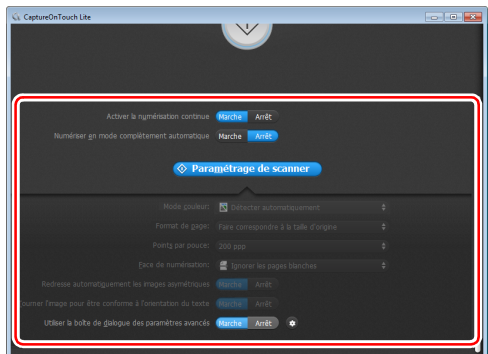 CaptureOnTouch Lite
Activer la numérisation continue Marche Arrêt
Numériser en mode complètement automatique Marche Arrêt
Paramétrage de scanner
Mode couleur: Détecter automatiquement
Format de page: Faire correspondre à la taille d'origine
Points par pouce: 200 ppp
Face de numérisation: Ignorer les pages blanches
Redresse automatiquement les images asymétriques Marche Arrêt
ourner l'image pour être conforme à l'orientation du texte Marche Arrêt
Utiliser la boîte de dialogue des paramètres avancés Marche Arrêt